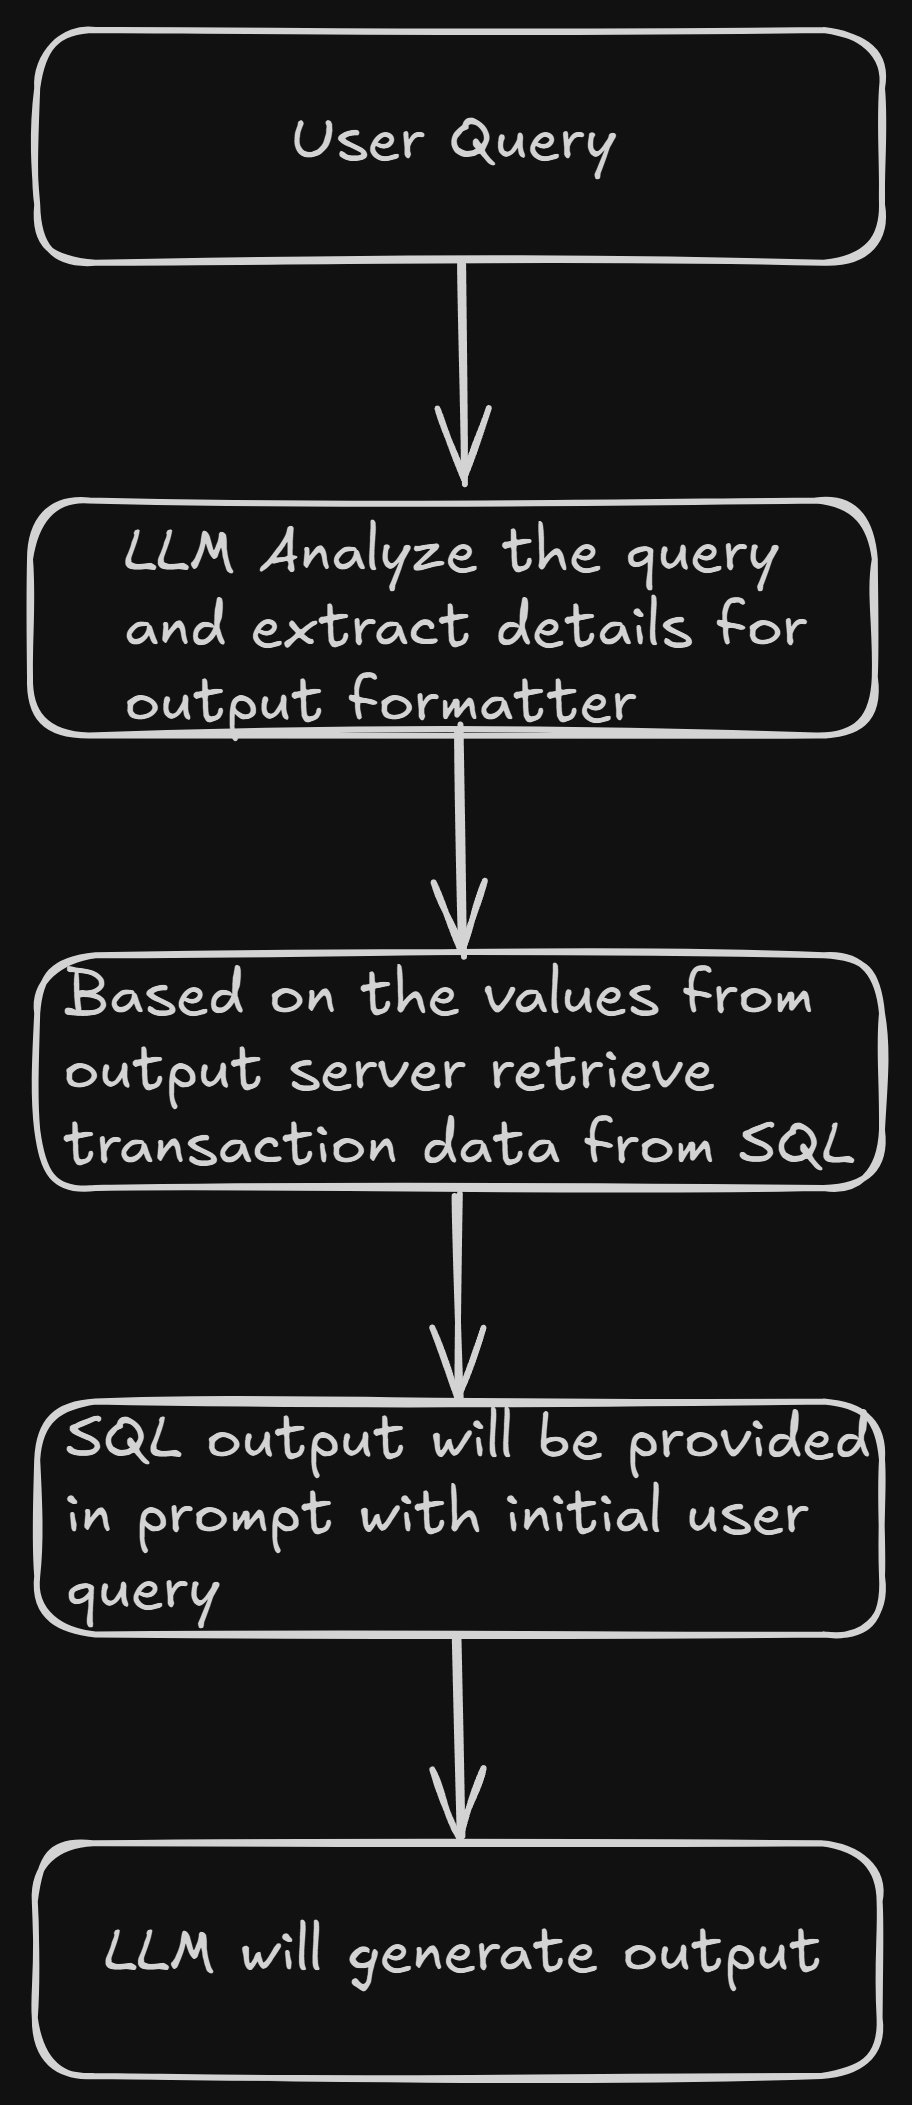 User Query
LLM Analyze the query
and extract details for
output formatter
Based on the values from
output server retrieve
transaction data from SQL
SQL output will be provided
in prompt with initial user
query
LLM will generate output